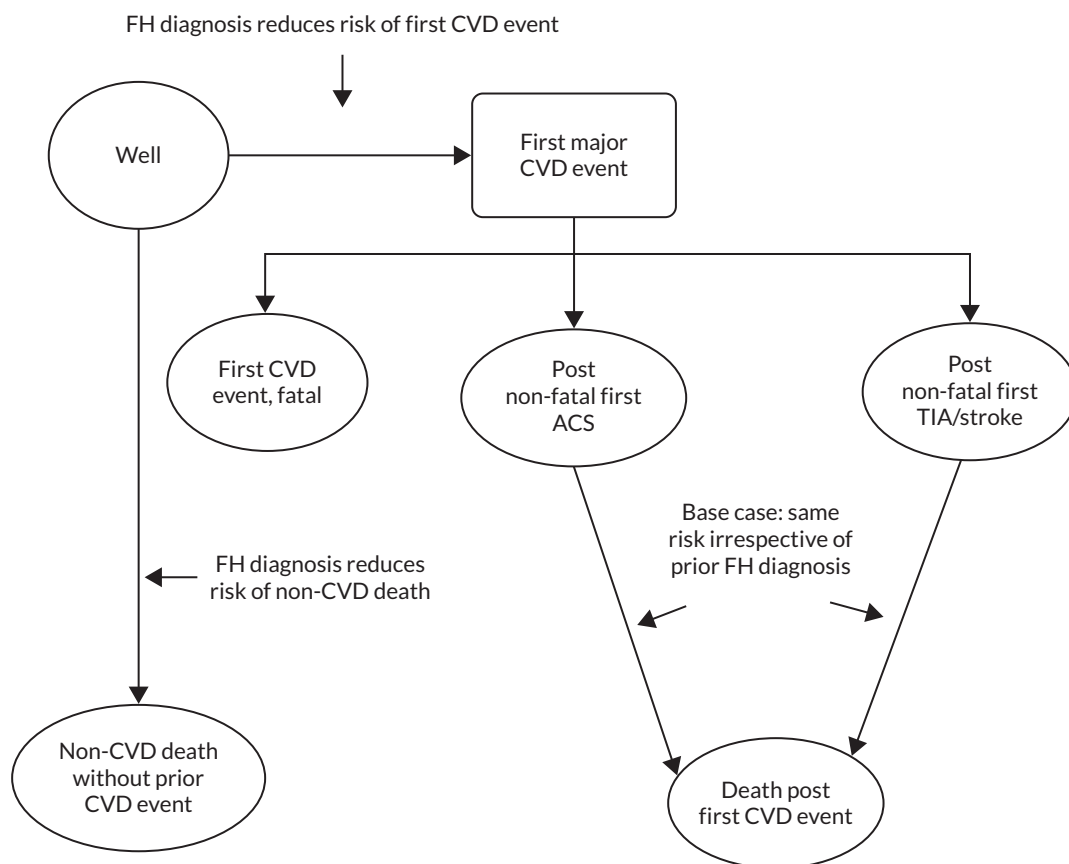 FH diagnosis reduces risk of first CVD event
Well
First major
CVD event
First CVD
event, fatal
Post
non-fatal first
ACS
Post
non-fatal first
TIA/stroke
Base case: same
risk irrespective of
prior FH diagnosis
FH diagnosis reduces
risk of non-CVD death
Non-CVD death
without prior
CVD event
Death post
first CVD event